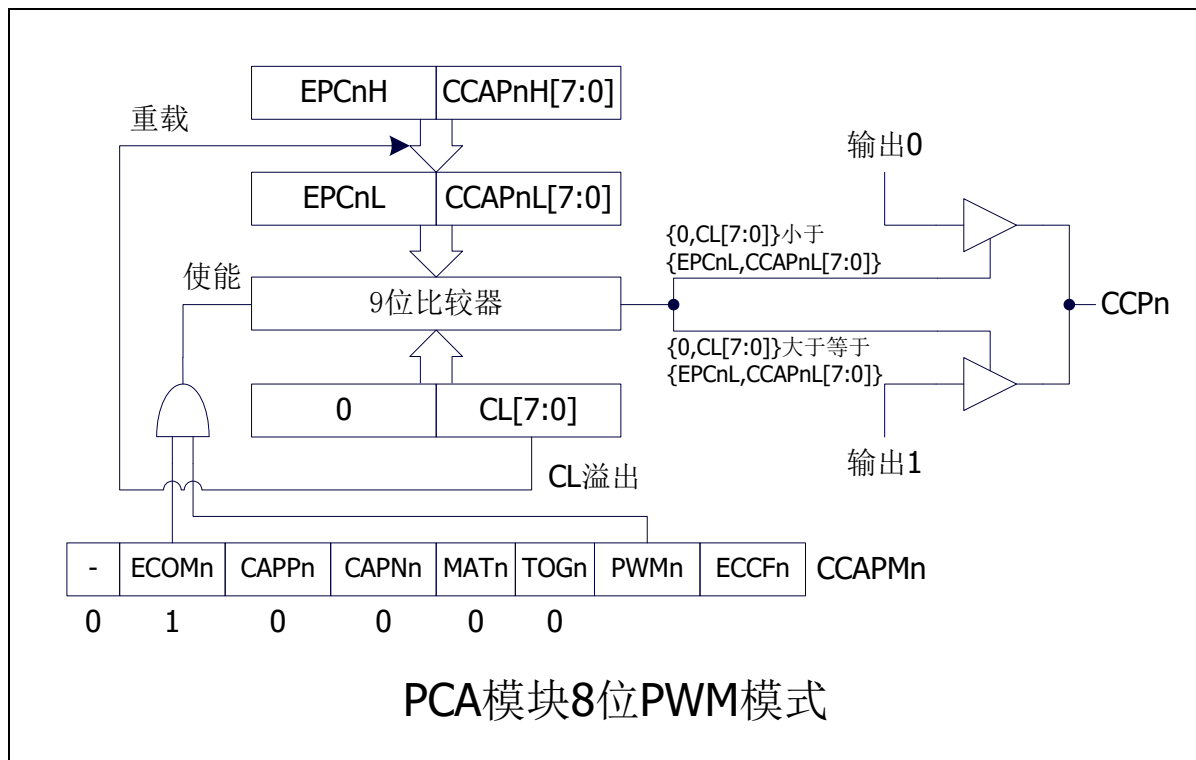 EPCnH CCAPnH[7:0]
重载
输出0
EPCnL CCAPnL[7:0]
{0,CL[7:0]}小于
{EPCnL,CCAPnL[7:0]}
使能
9位比较器
CCPn
{0,CL[7:0]}大于等于
{EPCnL,CCAPnL[7:0]}
0 CL[7:0]
输出1
CL溢出
- ECOMn CAPPn CAPNn MATn TOGn PWMn ECCFn CCAPMn
0 1 0 0 0 0
PCA模块8位PWM模式